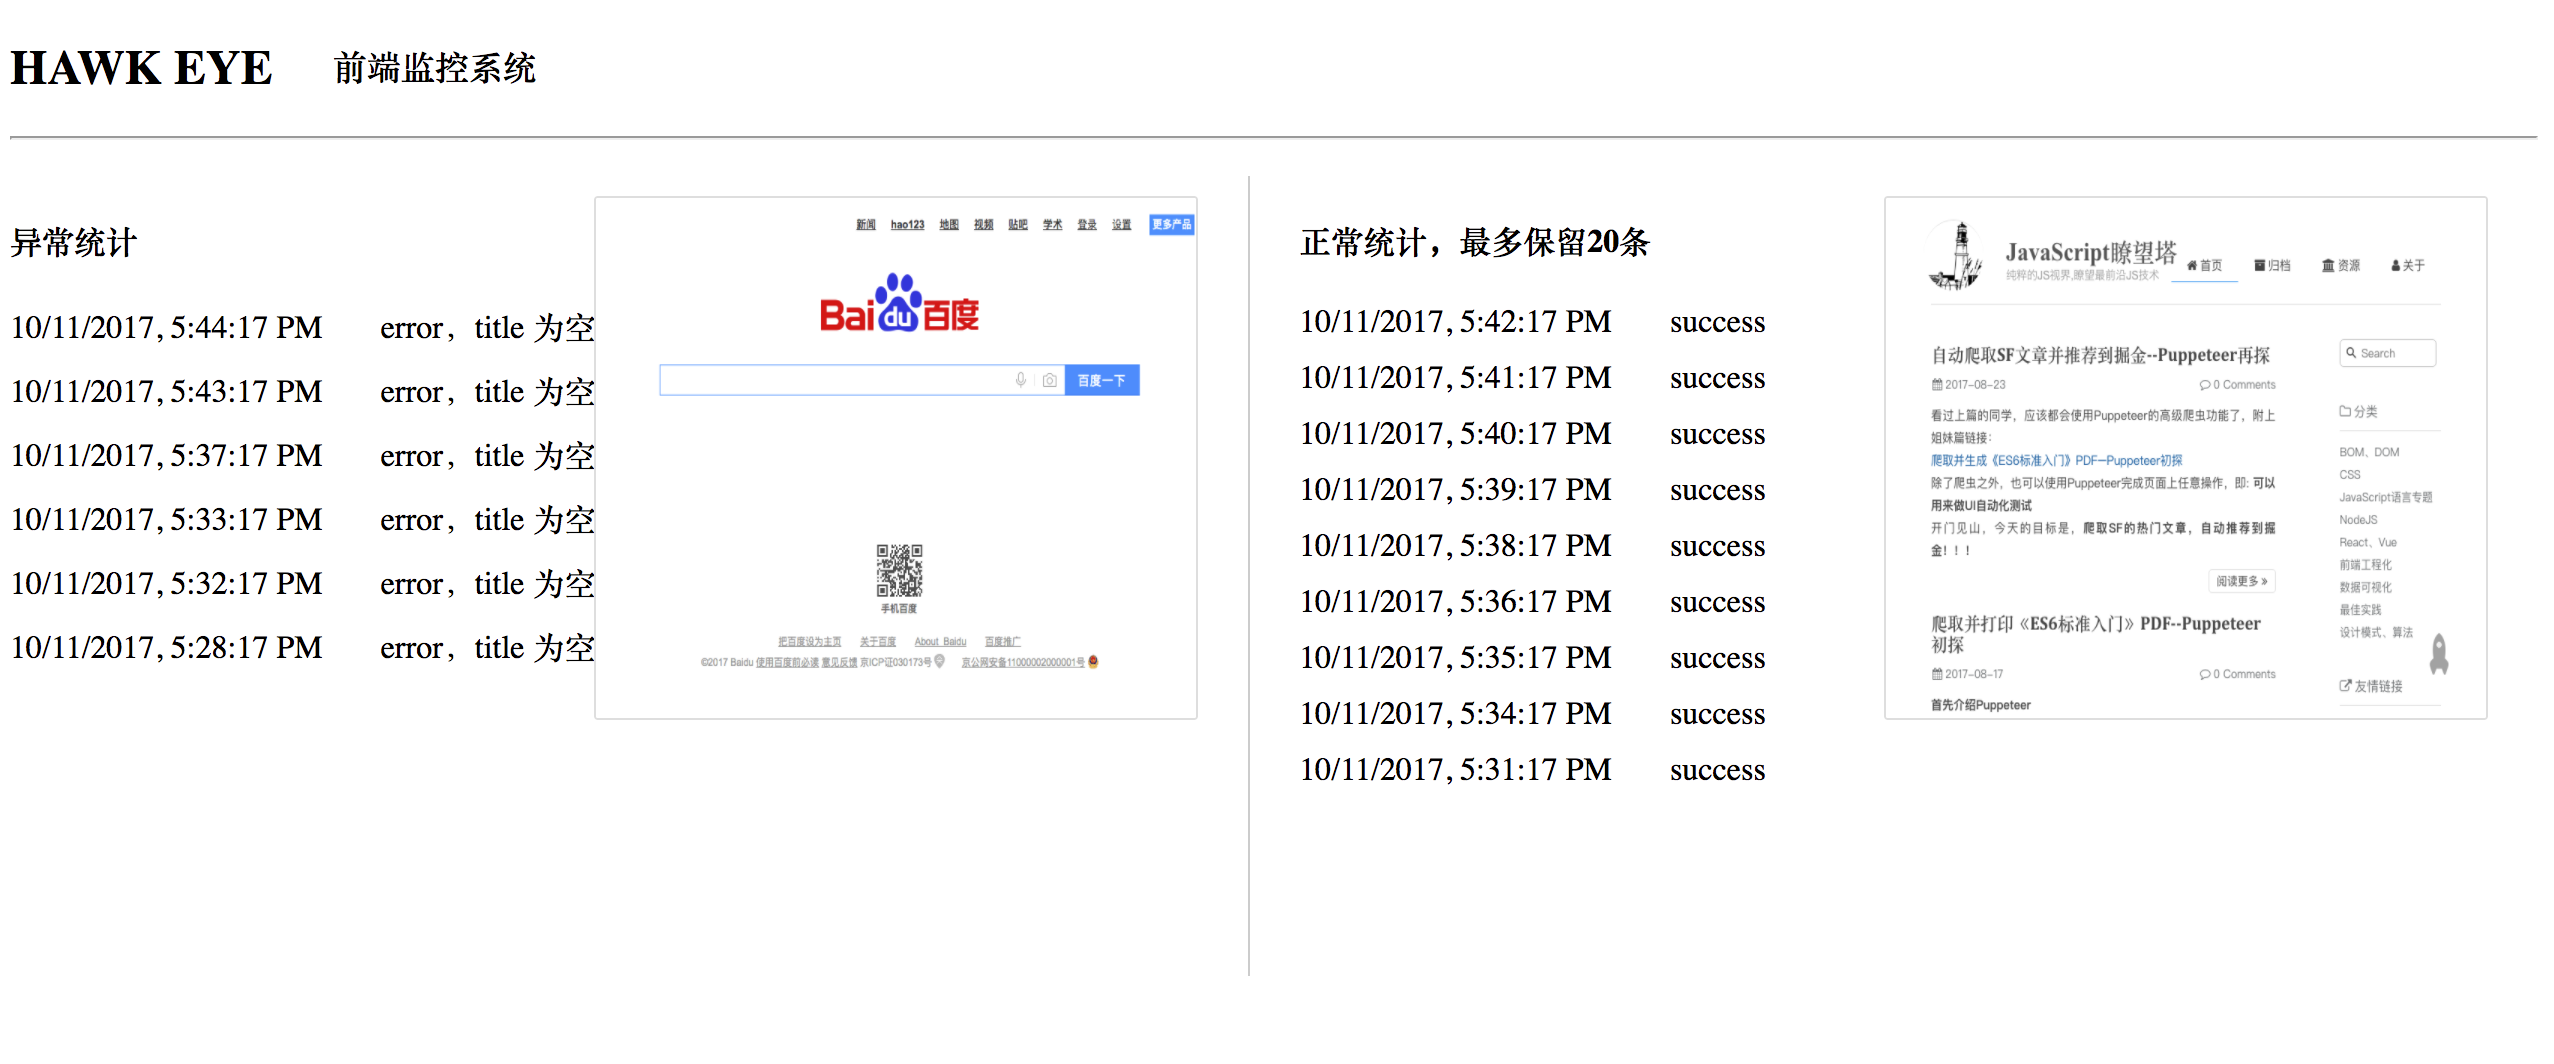 HAWK EYE 前端监控系统
异常统计
10/11/2017, 5:44:17 PM error，title 为空
10/11/2017, 5:43:17 PM error，title 为空
10/11/2017, 5:37:17 PM error，title 为空
10/11/2017, 5:33:17 PM error，title 为空
10/11/2017, 5:32:17 PM error，title 为空
10/11/2017, 5:28:17 PM error，title 为空
新闻 hao123 地图 视频 贴吧 学术 登录 设置 更多产品
Bai du 百度
百度一下
手机百度
把百度设为主页 关于百度 About Baidu 百度推广
©2017 Baidu 使用百度前必读 意见反馈 京ICP证030173号 京公网安备11000002000001号
正常统计，最多保留20条
10/11/2017, 5:42:17 PM success
10/11/2017, 5:41:17 PM success
10/11/2017, 5:40:17 PM success
10/11/2017, 5:39:17 PM success
10/11/2017, 5:38:17 PM success
10/11/2017, 5:36:17 PM success
10/11/2017, 5:35:17 PM success
10/11/2017, 5:34:17 PM success
10/11/2017, 5:31:17 PM success
JavaScript瞭望塔
纯粹的JS视界,瞭望最前沿JS技术
首页 归档 资源 关于
自动爬取SF文章并推荐到掘金--Puppeteer再探
2017-08-23 0 Comments
看过上篇的同学，应该都会使用Puppeteer的高级爬虫功能了，附上
姐妹篇链接：
爬取并生成《ES6标准入门》PDF—Puppeteer初探
除了爬虫之外，也可以使用Puppeteer完成页面上任意操作，即: 可以
用来做UI自动化测试
开门见山，今天的目标是，爬取SF的热门文章，自动推荐到掘
金！！！
阅读更多 »
爬取并打印《ES6标准入门》PDF--Puppeteer
初探
2017-08-17 0 Comments
首先介绍Puppeteer
Search
分类
BOM、DOM
CSS
JavaScript语言专题
NodeJS
React、Vue
前端工程化
数据可视化
最佳实践
设计模式、算法
友情链接